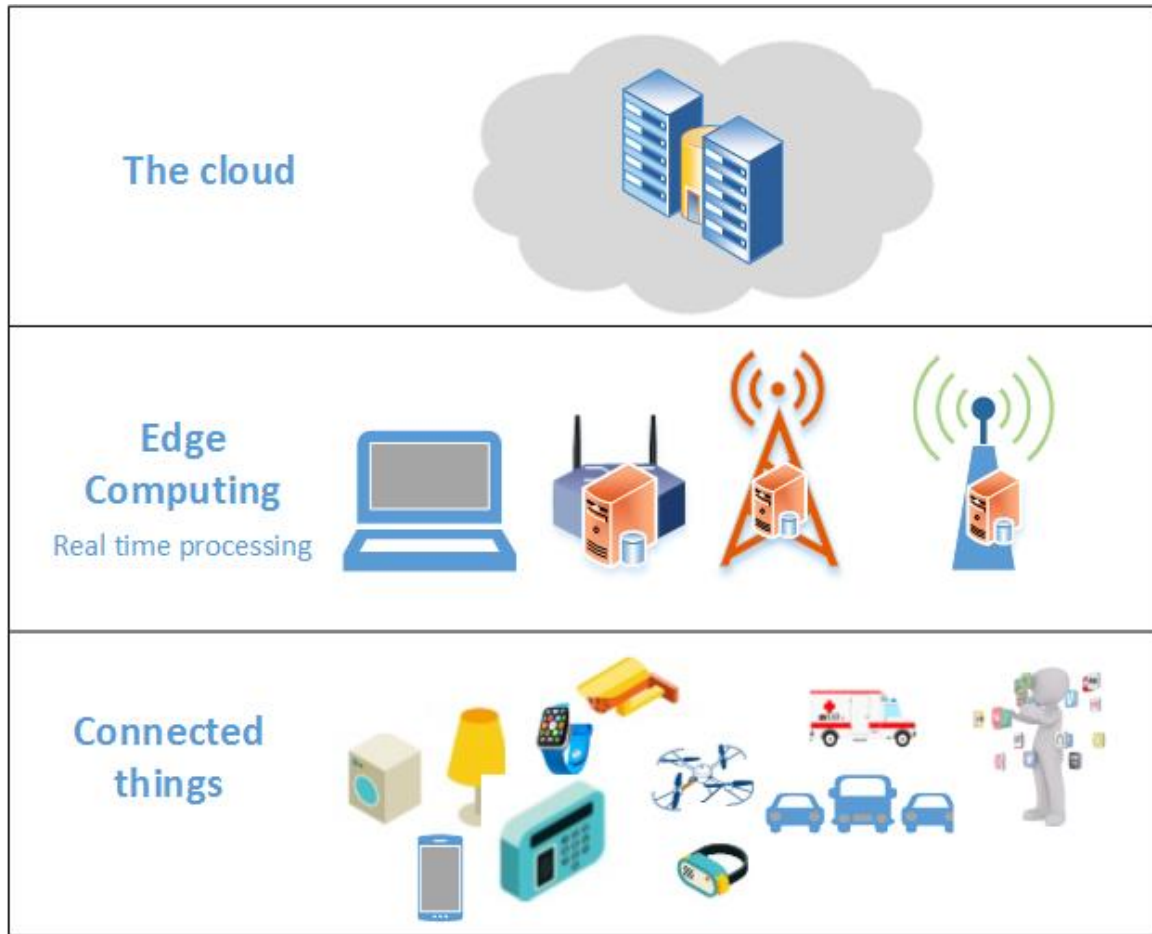 The cloud
Edge
Computing
Real time processing
Connected
things